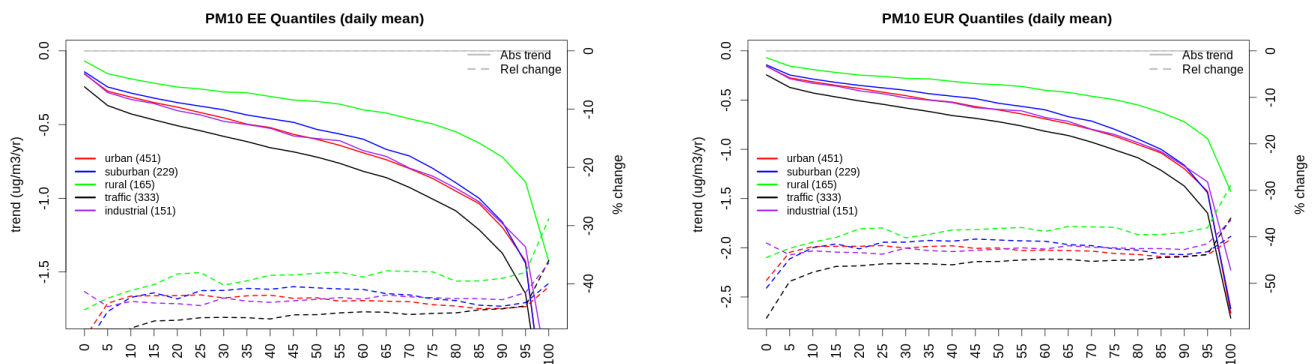 PM10 EE Quantiles (daily mean)
0.0
-0.5
-1.0
-1.5
trend (ug/m3/yr)
Abs trend
Rel change
urban (451)
suburban (229)
rural (165)
traffic (333)
industrial (151)
0
-10
-20
-30
-40
% change
0 5 10 15 20 25 30 35 40 45 50 55 60 65 70 75 80 85 90 95 100
PM10 EUR Quantiles (daily mean)
0.0
-0.5
-1.0
-1.5
-2.0
-2.5
trend (ug/m3/yr)
Abs trend
Rel change
urban (451)
suburban (229)
rural (165)
traffic (333)
industrial (151)
0
-10
-20
-30
-40
-50
% change
0 5 10 15 20 25 30 35 40 45 50 55 60 65 70 75 80 85 90 95 100